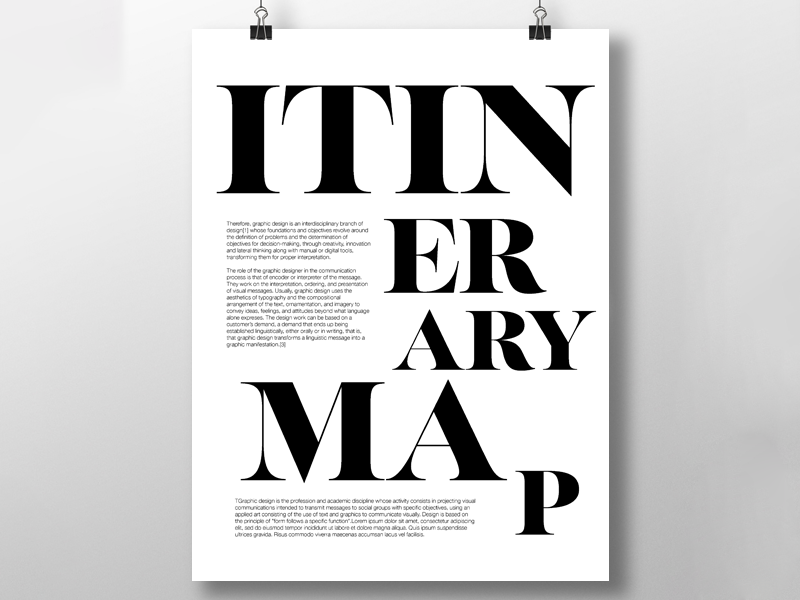 ITIN
Therefore, graphic design is an interdisciplinary branch of
design[1] whose foundations and objectives revolve around
the definition of problems and the determination of
objectives for decision-making, through creativity, innovation
and lateral thinking along with manual or digital tools,
transforming them for proper interpretation.
The role of the graphic designer in the communication
process is that of encoder or interpreter of the message.
They work on the interpretation, ordering, and presentation
of visual messages. Usually, graphic design uses the
aesthetics of typography and the compositional
arrangement of the text, ornamentation, and imagery to
convey ideas, feelings, and attitudes beyond what language
alone expresses. The design work can be based on a
customer's demand, a demand that ends up being
established linguistically, either orally or in writing, that is,
that graphic design transforms a linguistic message into a
graphic manifestation.[3]
ER
ARY
MA
P
TGraphic design is the profession and academic discipline whose activity consists in projecting visual
communications intended to transmit messages to social groups with specific objectives, using an
applied art consisting of the use of text and graphics to communicate visually. Design is based on
the principle of "form follows a specific function".Lorem ipsum dolor sit amet, consectetur adipiscing
elit, sed do eiusmod tempor incididunt ut labore et dolore magna aliqua. Quis ipsum suspendisse
ultrices gravida. Risus commodo viverra maecenas accumsan lacus vel facilisis.